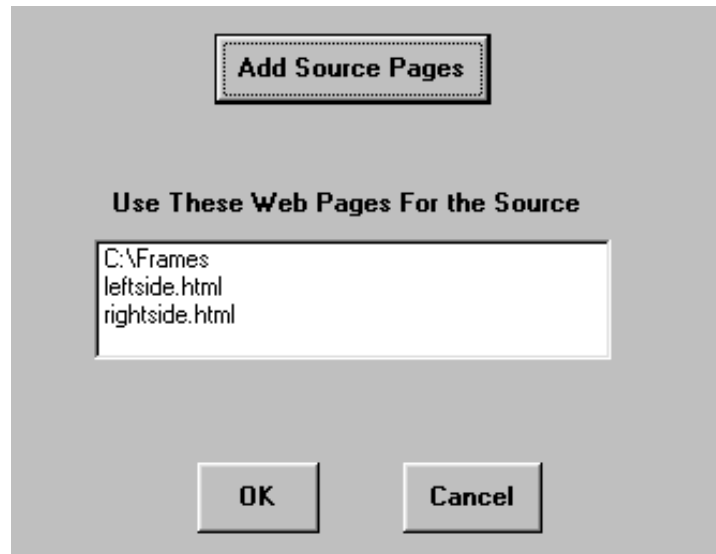 Add Source Pages
Use These Web Pages For the Source
C:\Frames
leftside.html
rightside.html
OK
Cancel